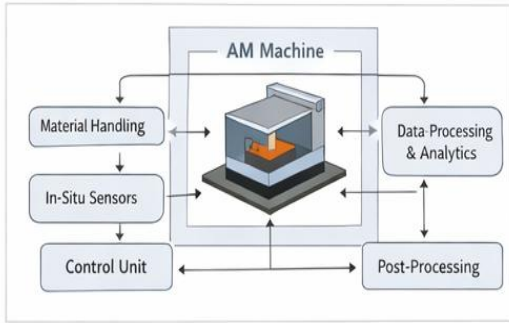 AM Machine
Material Handling
Data-Processing
& Analytics
In-Situ Sensors
Control Unit
Post-Processing